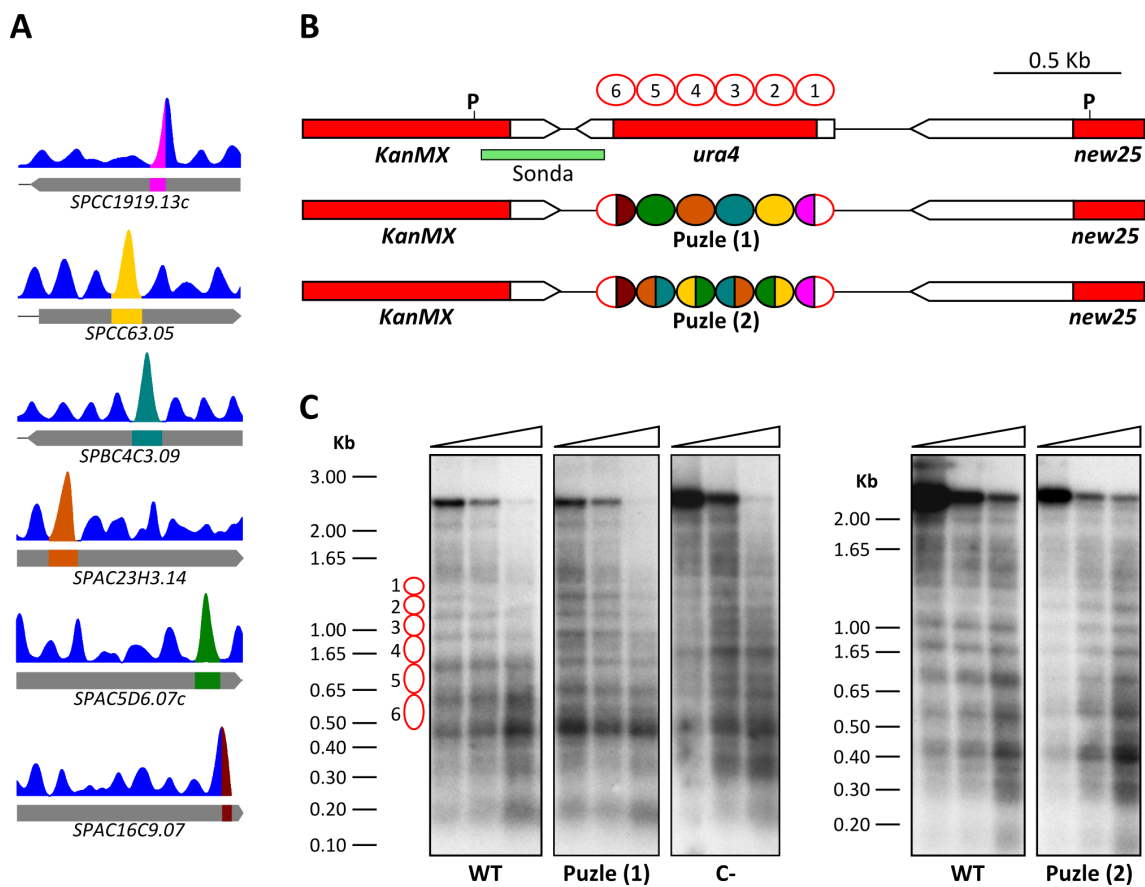 A
SPCC1919.13c
SPCC63.05
SPBC4C3.09
SPAC23H3.14
SPAC5D6.07c
SPAC16C9.07
B
0.5 Kb
6 5 4 3 2 1
P P
KanMX ura4 new25
Sonda
KanMX Puzle (1) new25
KanMX Puzle (2) new25
C
Kb
3.00
2.00
1.65
1
2
3
1.00
4
1.65
5
0.65
6
0.50
0.40
0.30
0.20
0.10
WT Puzle (1) C-
Kb
2.00
1.65
1.00
1.65
0.65
0.50
0.40
0.30
0.20
WT Puzle (2)